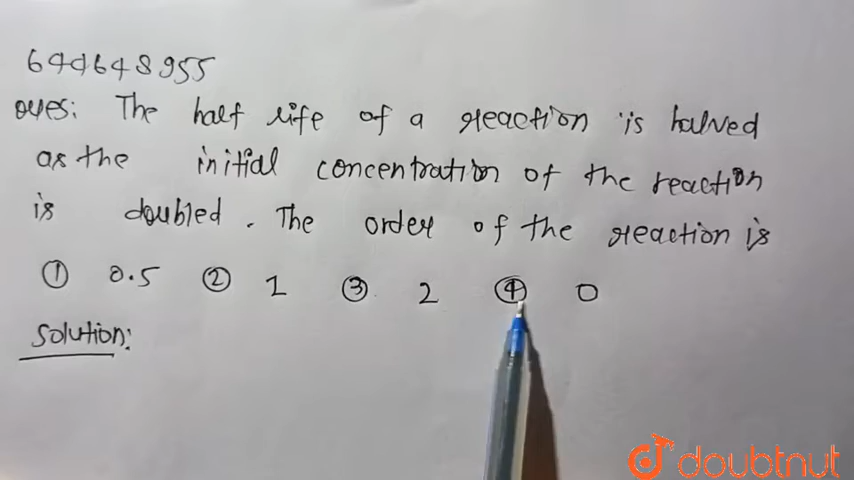 644648955
Ques: The half life of a reaction is halved
as the initial concentration of the reaction
is doubled. The order of the reaction is
① 0.5 ② 1 ③ 2 ④ 0
Solution:
doubtnut